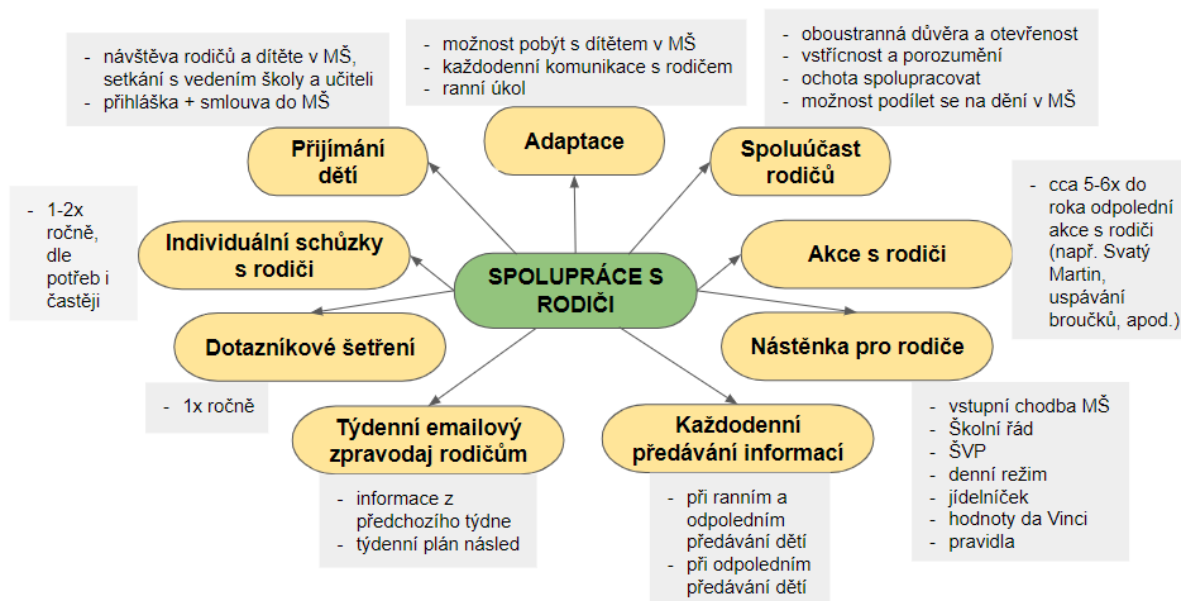 - návštěva rodičů a dítěte v MŠ,
setkání s vedením školy a učiteli
- přihláška + smlouva do MŠ
- možnost pobýt s dítětem v MŠ
- každodenní komunikace s rodičem
- ranní úkol
- oboustranná důvěra a otevřenost
- vstřícnost a porozumění
- ochota spolupracovat
- možnost podílet se na dění v MŠ
Přijímání
dětí
Adaptace
Spoluúčast
rodičů
- 1-2x
ročně,
dle
potřeb i
častěji
Individuální schůzky
s rodiči
SPOLUPRÁCE S
RODIČI
Akce s rodiči
- cca 5-6x do
roka odpolední
akce s rodiči
(např. Svatý
Martin,
uspávání
broučků, apod.)
Dotazníkové šetření
- 1x ročně
Nástěnka pro rodiče
- vstupní chodba MŠ
- Školní řád
- ŠVP
- denní režim
- jídelníček
- hodnoty da Vinci
- pravidla
Týdenní emailový
zpravodaj rodičům
- informace z
předchozího týdne
- týdenní plán násled
Každodenní
předávání informací
- při ranním a
odpoledním
předávání dětí
- při odpoledním
předávání dětí